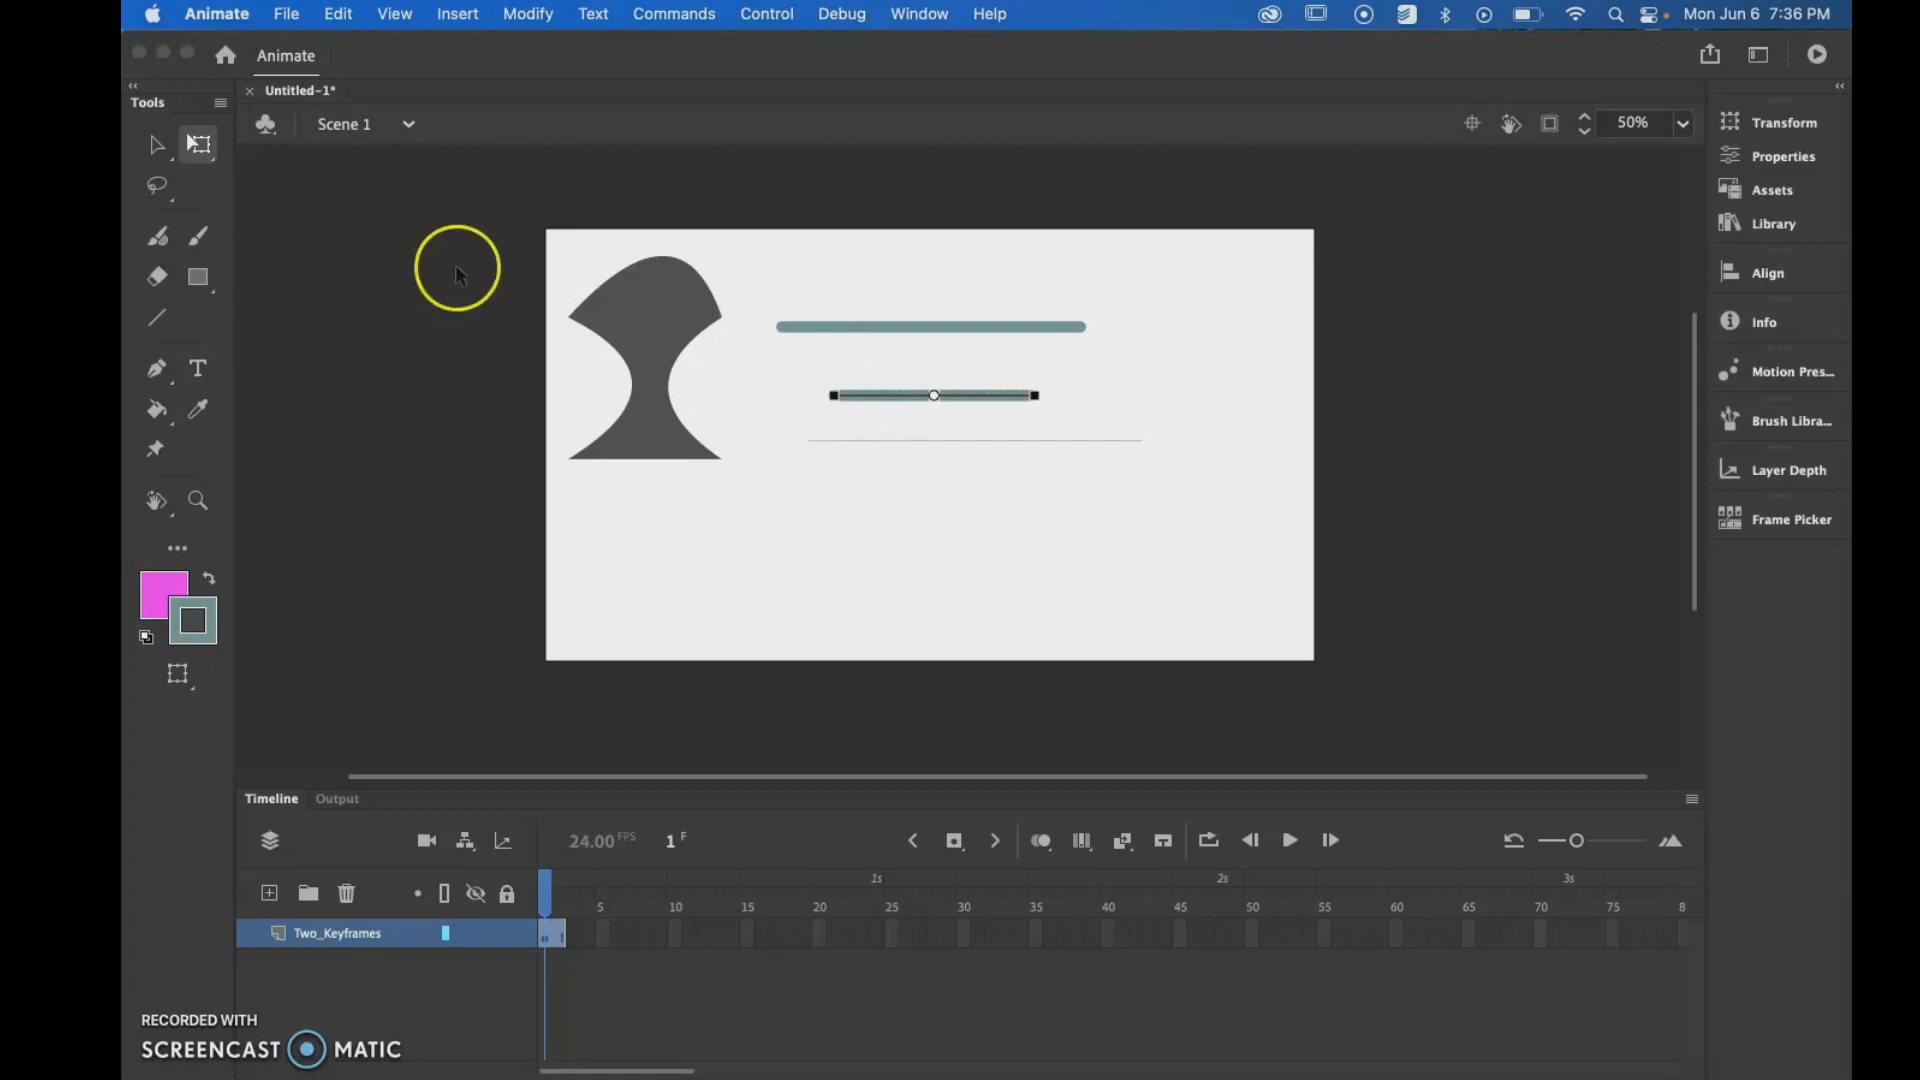 Animate File Edit View Insert Modify Text Commands Control Debug Window Help Mon Jun 6 7:36 PM
Animate
Untitled-1*
Tools
Scene 1
50%
Transform
Properties
Assets
Library
Align
Info
Motion Pres...
Brush Libra...
Layer Depth
Frame Picker
T
Timeline Output
24.00 FPS 1 F
1s 2s 3s
5 10 15 20 25 30 35 40 45 50 55 60 65 70 75 8
Two_Keyframes
RECORDED WITH
SCREENCAST MATIC